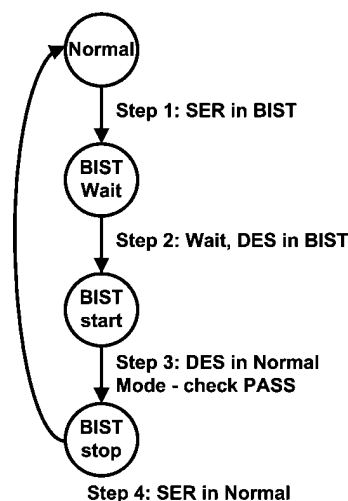 Normal
Step 1: SER in BIST
BIST
Wait
Step 2: Wait, DES in BIST
BIST
start
Step 3: DES in Normal
Mode - check PASS
BIST
stop
Step 4: SER in Normal